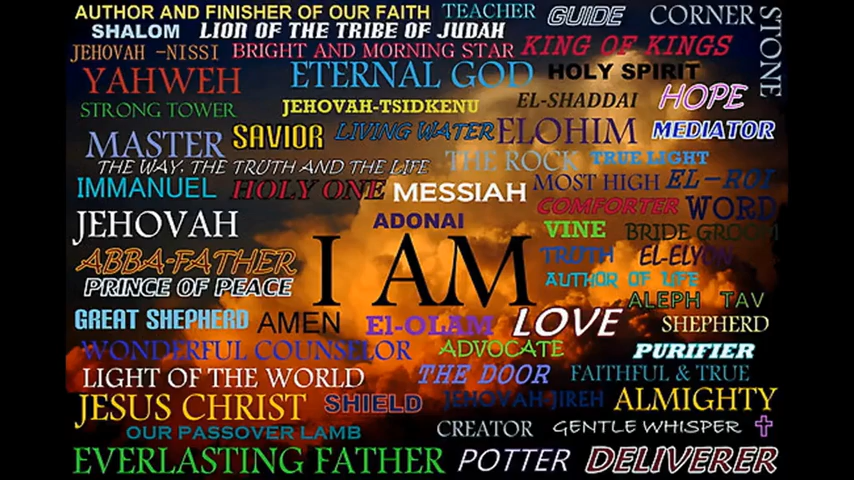 AUTHOR AND FINISHER OF OUR FAITH TEACHER GUIDE CORNER STONE
SHALOM LION OF THE TRIBE OF JUDAH
JEHOVAH -NISSI BRIGHT AND MORNING STAR KING OF KINGS
YAHWEH ETERNAL GOD HOLY SPIRIT
STRONG TOWER JEHOVAH-TSIDKENU EL-SHADDAI HOPE
MASTER SAVIOR LIVING WATER ELOHIM MEDIATOR
THE WAY, THE TRUTH AND THE LIFE THE ROCK TRUE LIGHT
IMMANUEL HOLY ONE MESSIAH MOST HIGH EL-ROI
COMFORTER WORD
JEHOVAH ADONAI VINE BRIDE GROOM
ABBA-FATHER I AM TRUTH EL-ELYON
PRINCE OF PEACE AUTHOR OF LIFE
ALEPH TAV
GREAT SHEPHERD AMEN El-OLAM LOVE SHEPHERD
WONDERFUL COUNSELOR ADVOCATE PURIFIER
LIGHT OF THE WORLD THE DOOR FAITHFUL & TRUE
JESUS CHRIST SHIELD JEHOVAH-JIREH ALMIGHTY
OUR PASSOVER LAMB CREATOR GENTLE WHISPER
EVERLASTING FATHER POTTER DELIVERER